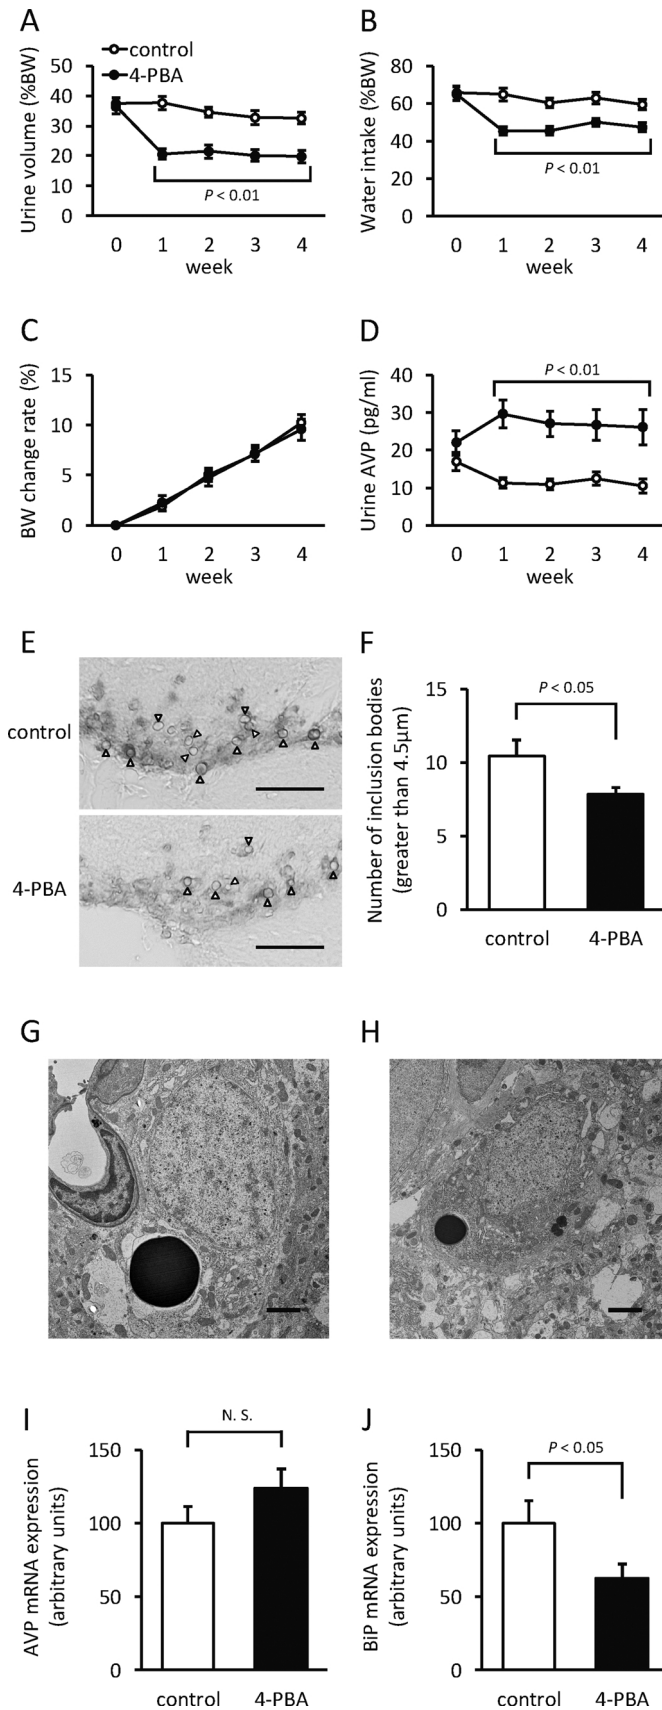 A
control
4-PBA
Urine volume (%BW)
50
40
30
20
10
0
P < 0.01
0 1 2 3 4
week
B
Water intake (%BW)
80
60
40
20
0
P < 0.01
0 1 2 3 4
week
C
BW change rate (%)
15
10
5
0
0 1 2 3 4
week
D
Urine AVP (pg/ml)
40
30
20
10
0
P < 0.01
0 1 2 3 4
week
E
control
4-PBA
F
Number of inclusion bodies
(greater than 4.5μm)
15
10
5
0
P < 0.05
control 4-PBA
G
H
I
AVP mRNA expression
(arbitrary units)
150
100
50
0
N. S.
control 4-PBA
J
BiP mRNA expression
(arbitrary units)
150
100
50
0
P < 0.05
control 4-PBA